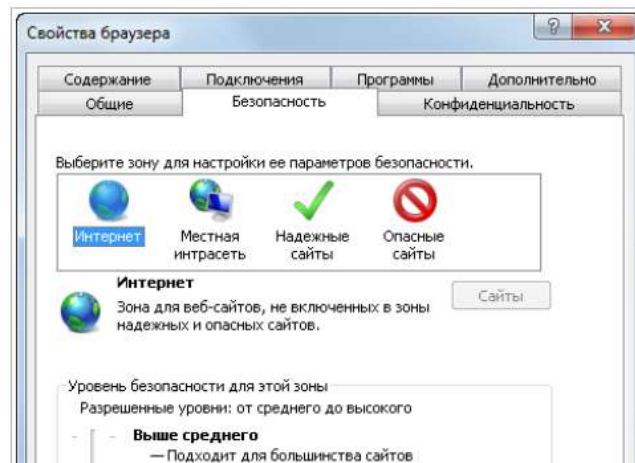 Свойства браузера
Содержание Подключения Программы Дополнительно
Общие Безопасность Конфиденциальность
Выберите зону для настройки ее параметров безопасности.
Интернет Местная интрасеть Надежные сайты Опасные сайты
Интернет
Сайты
Зона для веб-сайтов, не включенных в зоны
надежных и опасных сайтов.
Уровень безопасности для этой зоны
Разрешенные уровни: от среднего до высокого
Выше среднего
— Подходит для большинства сайтов